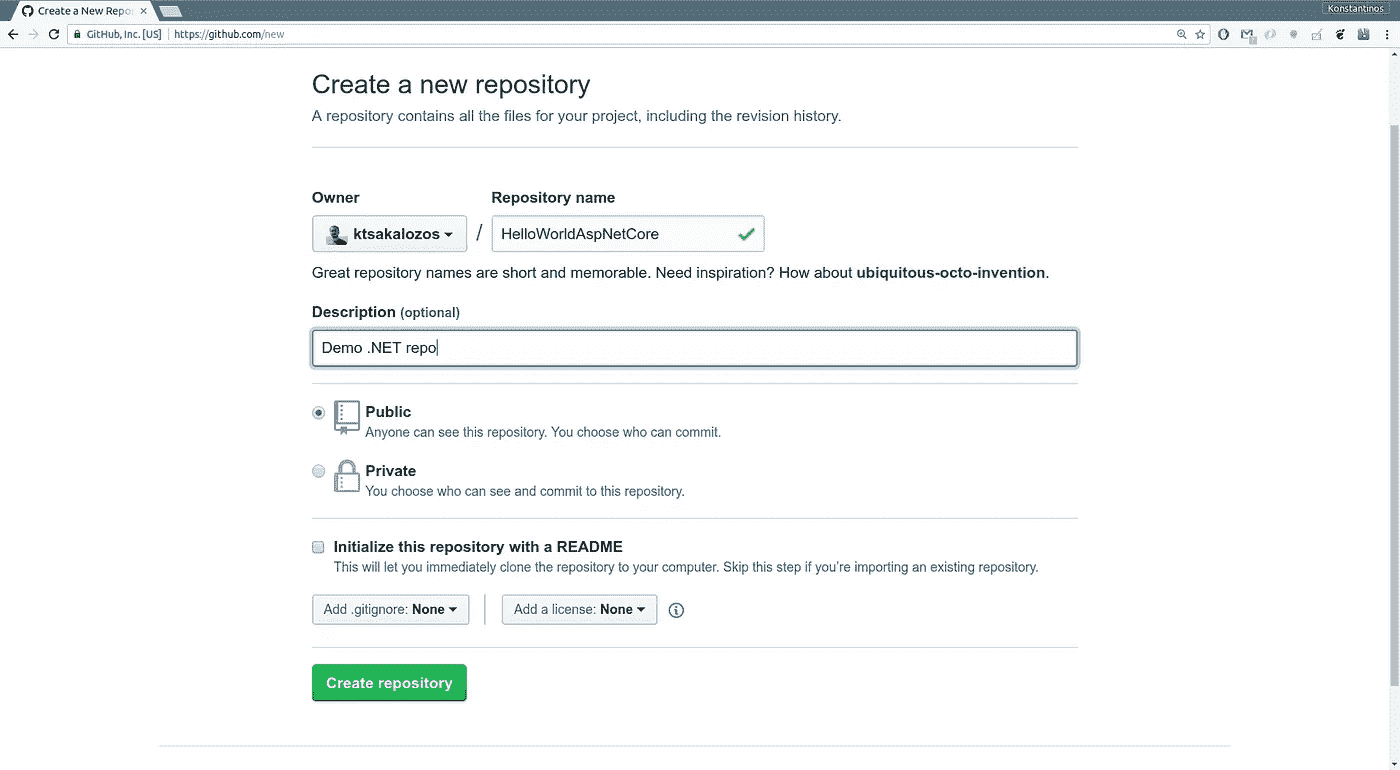 Create a New Repo
Konstantinos
GitHub, Inc. [US]
https://github.com/new
Create a new repository
A repository contains all the files for your project, including the revision history.
Owner Repository name
ktsakalozos / HelloWorldAspNetCore
Great repository names are short and memorable. Need inspiration? How about ubiquitous-octo-invention.
Description (optional)
Demo .NET repo
Public
Anyone can see this repository. You choose who can commit.
Private
You choose who can see and commit to this repository.
Initialize this repository with a README
This will let you immediately clone the repository to your computer. Skip this step if you’re importing an existing repository.
Add .gitignore: None Add a license: None
Create repository